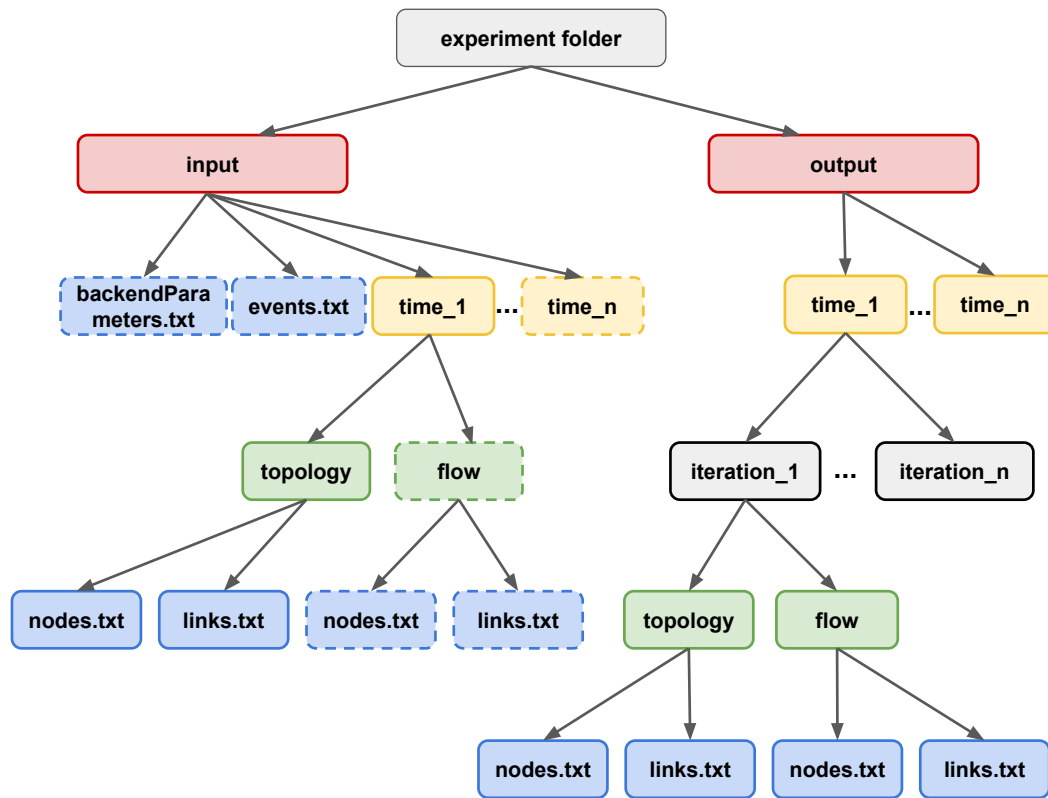 experiment folder
input
output
backendPara
meters.txt
events.txt
time_1
...
time_n
time_1
...
time_n
topology
flow
iteration_1
...
iteration_n
nodes.txt
links.txt
nodes.txt
links.txt
topology
flow
nodes.txt
links.txt
nodes.txt
links.txt